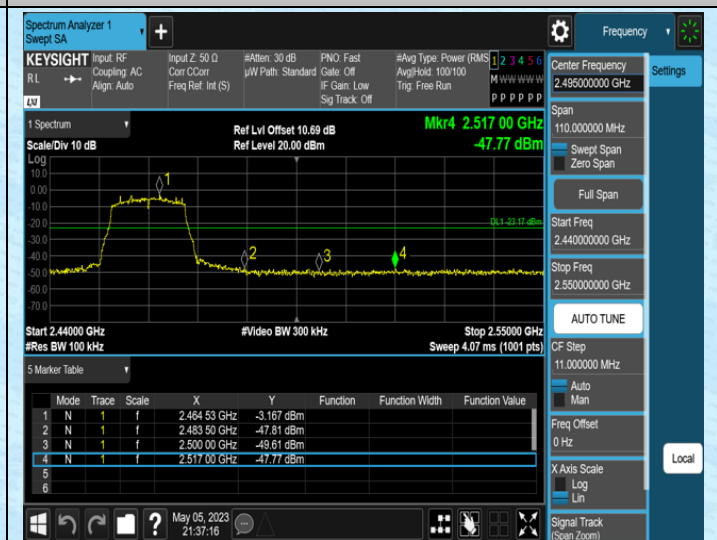 Spectrum Analyzer 1
Swept SA
+
Frequency
KEYSIGHT
Input: RF
Input Z: 50 Ω
#Atten: 30 dB
PNO: Fast
#Avg Type: Power (RMS
1 2 3 4 5 6
RL
Coupling: AC
Corr CCorr
µW Path: Standard
Gate: Off
Avg|Hold: 100/100
M W W W W W
Align: Auto
Freq Ref: Int (S)
IF Gain: Low
Trig: Free Run
Sig Track: Off
P P P P P P
LXI
1 Spectrum
Ref Lvl Offset 10.69 dB
Mkr4 2.517 00 GHz
Scale/Div 10 dB
Ref Level 20.00 dBm
-47.77 dBm
Log
10.0
0.00
-10.0
-20.0
-30.0
-40.0
-50.0
-60.0
-70.0
1
2
3
4
DL1 -23.17 dBm
Start 2.44000 GHz
#Video BW 300 kHz
Stop 2.55000 GHz
#Res BW 100 kHz
Sweep 4.07 ms (1001 pts)
5 Marker Table
Mode Trace Scale X Y Function Function Width Function Value
1 N 1 f 2.464 53 GHz -3.167 dBm
2 N 1 f 2.483 50 GHz -47.81 dBm
3 N 1 f 2.500 00 GHz -49.61 dBm
4 N 1 f 2.517 00 GHz -47.77 dBm
5
6
?
May 05, 2023
21:37:16
Center Frequency
2.495000000 GHz
Settings
Span
110.000000 MHz
Swept Span
Zero Span
Full Span
Start Freq
2.440000000 GHz
Stop Freq
2.550000000 GHz
AUTO TUNE
CF Step
11.000000 MHz
Auto
Man
Freq Offset
0 Hz
Local
X Axis Scale
Log
Lin
Signal Track
(Span Zoom)